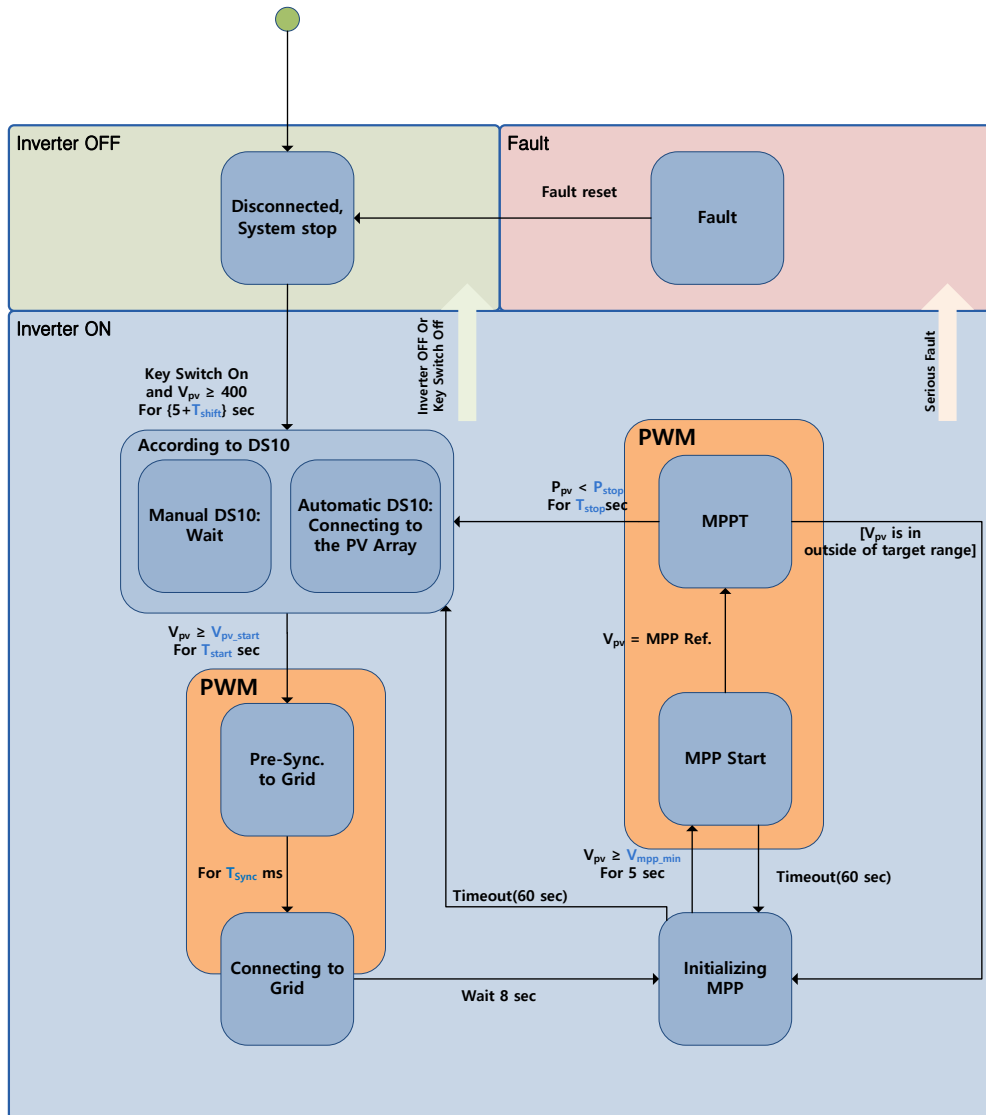 Inverter OFF
Fault
Disconnected,
System stop
Fault reset
Fault
Inverter ON
Key Switch On
and Vpv ≥ 400
For {5+Tshift} sec
Inverter OFF Or
Key Switch Off
Serious Fault
According to DS10
Manual DS10:
Wait
Automatic DS10:
Connecting to
the PV Array
Ppv < Pstop
For Tstopsec
PWM
MPPT
[Vpv is in
outside of target range]
Vpv ≥ Vpv_start
For Tstart sec
Vpv = MPP Ref.
PWM
Pre-Sync.
to Grid
MPP Start
For TSync ms
Vpv ≥ Vmpp_min
For 5 sec
Timeout(60 sec)
Timeout(60 sec)
Connecting to
Grid
Wait 8 sec
Initializing
MPP